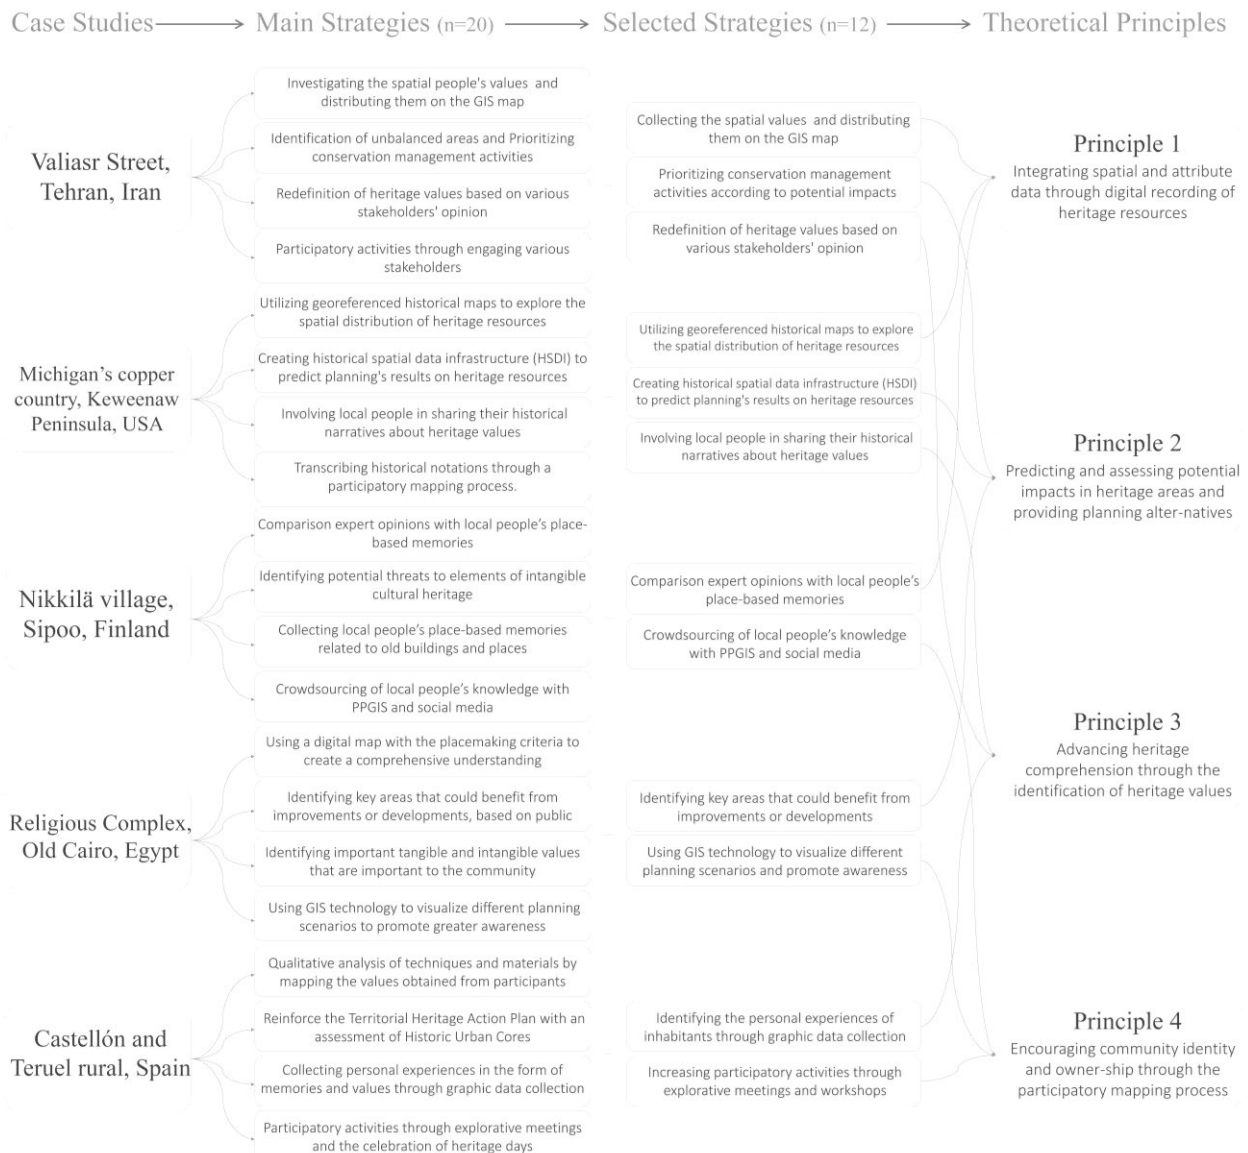 Case Studies
Main Strategies (n=20)
Selected Strategies (n=12)
Theoretical Principles
Valiasr Street,
Tehran, Iran
Michigan’s copper
country, Keweenaw
Peninsula, USA
Nikkilä village,
Sipoo, Finland
Religious Complex,
Old Cairo, Egypt
Castellón and
Teruel rural, Spain
Investigating the spatial people's values and
distributing them on the GIS map
Identification of unbalanced areas and Prioritizing
conservation management activities
Redefinition of heritage values based on various
stakeholders' opinion
Participatory activities through engaging various
stakeholders
Utilizing georeferenced historical maps to explore the
spatial distribution of heritage resources
Creating historical spatial data infrastructure (HSDI) to
predict planning's results on heritage resources
Involving local people in sharing their historical
narratives about heritage values
Transcribing historical notations through a
participatory mapping process.
Comparison expert opinions with local people’s place-
based memories
Identifying potential threats to elements of intangible
cultural heritage
Collecting local people’s place-based memories
related to old buildings and places
Crowdsourcing of local people’s knowledge with
PPGIS and social media
Using a digital map with the placemaking criteria to
create a comprehensive understanding
Identifying key areas that could benefit from
improvements or developments, based on public
Identifying important tangible and intangible values
that are important to the community
Using GIS technology to visualize different planning
scenarios to promote greater awareness
Qualitative analysis of techniques and materials by
mapping the values obtained from participants
Reinforce the Territorial Heritage Action Plan with an
assessment of Historic Urban Cores
Collecting personal experiences in the form of
memories and values through graphic data collection
Participatory activities through explorative meetings
and the celebration of heritage days
Collecting the spatial values and distributing
them on the GIS map
Prioritizing conservation management
activities according to potential impacts
Redefinition of heritage values based on
various stakeholders' opinion
Utilizing georeferenced historical maps to explore
the spatial distribution of heritage resources
Creating historical spatial data infrastructure (HSDI)
to predict planning's results on heritage resources
Involving local people in sharing their historical
narratives about heritage values
Comparison expert opinions with local people’s
place-based memories
Crowdsourcing of local people’s knowledge
with PPGIS and social media
Identifying key areas that could benefit from
improvements or developments
Using GIS technology to visualize different
planning scenarios and promote awareness
Identifying the personal experiences of
inhabitants through graphic data collection
Increasing participatory activities through
explorative meetings and workshops
Principle 1
Integrating spatial and attribute
data through digital recording of
heritage resources
Principle 2
Predicting and assessing potential
impacts in heritage areas and
providing planning alter-natives
Principle 3
Advancing heritage
comprehension through the
identification of heritage values
Principle 4
Encouraging community identity
and owner-ship through the
participatory mapping process